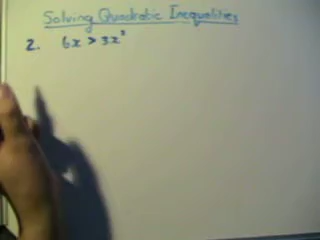 Solving Quadratic Inequalities
2. 6x > 3x²